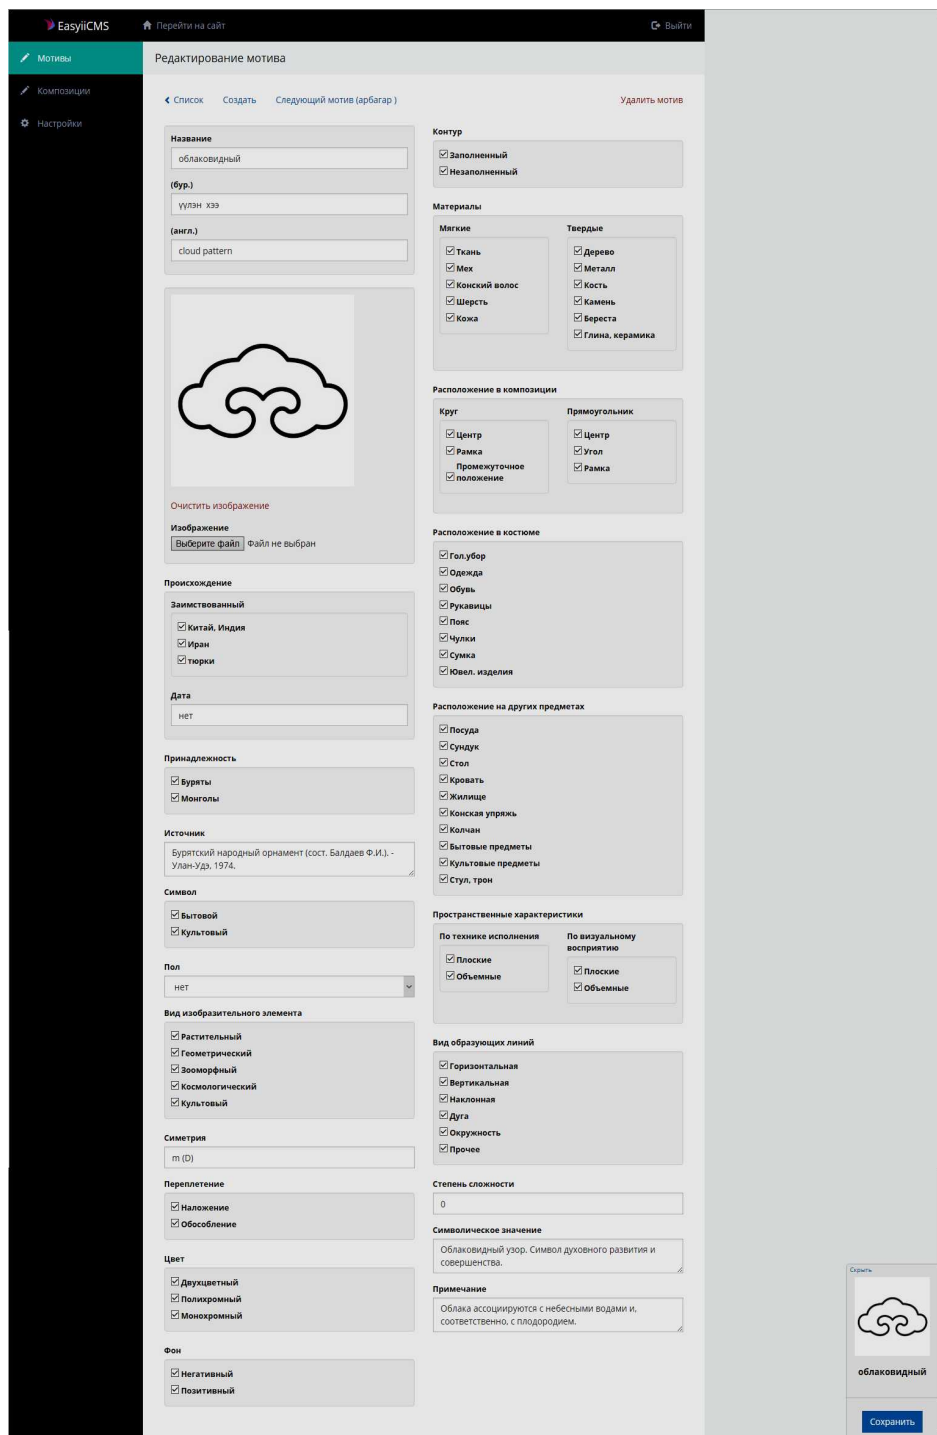 EasyiiCMS
Перейти на сайт
Выйти
Мотивы
Композиции
Настройки
Редактирование мотива
Список Создать Следующий мотив (арбагар ) Удалить мотив
Название
облаковидный
(бур.)
үүлэн хээ
(англ.)
cloud pattern
Очистить изображение
Изображение
Выберите файл Файл не выбран
Происхождение
Заимствованный
Китай, Индия
Иран
тюрки
Дата
нет
Принадлежность
Буряты
Монголы
Источник
Бурятский народный орнамент (сост. Балдаев Ф.И.). -
Улан-Удэ, 1974.
Символ
Бытовой
Культовый
Пол
нет
Вид изобразительного элемента
Растительный
Геометрический
Зооморфный
Космологический
Культовый
Симетрия
m (D)
Переплетение
Наложение
Обособление
Цвет
Двухцветный
Полихромный
Монохромный
Фон
Негативный
Позитивный
Контур
Заполненный
Незаполненный
Материалы
Мягкие
Ткань
Мех
Конский волос
Шерсть
Кожа
Твердые
Дерево
Металл
Кость
Камень
Береста
Глина, керамика
Расположение в композиции
Круг
Центр
Рамка
Промежуточное
положение
Прямоугольник
Центр
Угол
Рамка
Расположение в костюме
Гол.убор
Одежда
Обувь
Рукавицы
Пояс
Чулки
Сумка
Ювел. изделия
Расположение на других предметах
Посуда
Сундук
Стол
Кровать
Жилище
Конская упряжь
Колчан
Бытовые предметы
Культовые предметы
Стул, трон
Пространственные характеристики
По технике исполнения
Плоские
Объемные
По визуальному
восприятию
Плоские
Объемные
Вид образующих линий
Горизонтальная
Вертикальная
Наклонная
Дуга
Окружность
Прочее
Степень сложности
0
Символическое значение
Облаковидный узор. Символ духовного развития и
совершенства.
Примечание
Облака ассоциируются с небесными водами и,
соответственно, с плодородием.
Скрыть
облаковидный
Сохранить